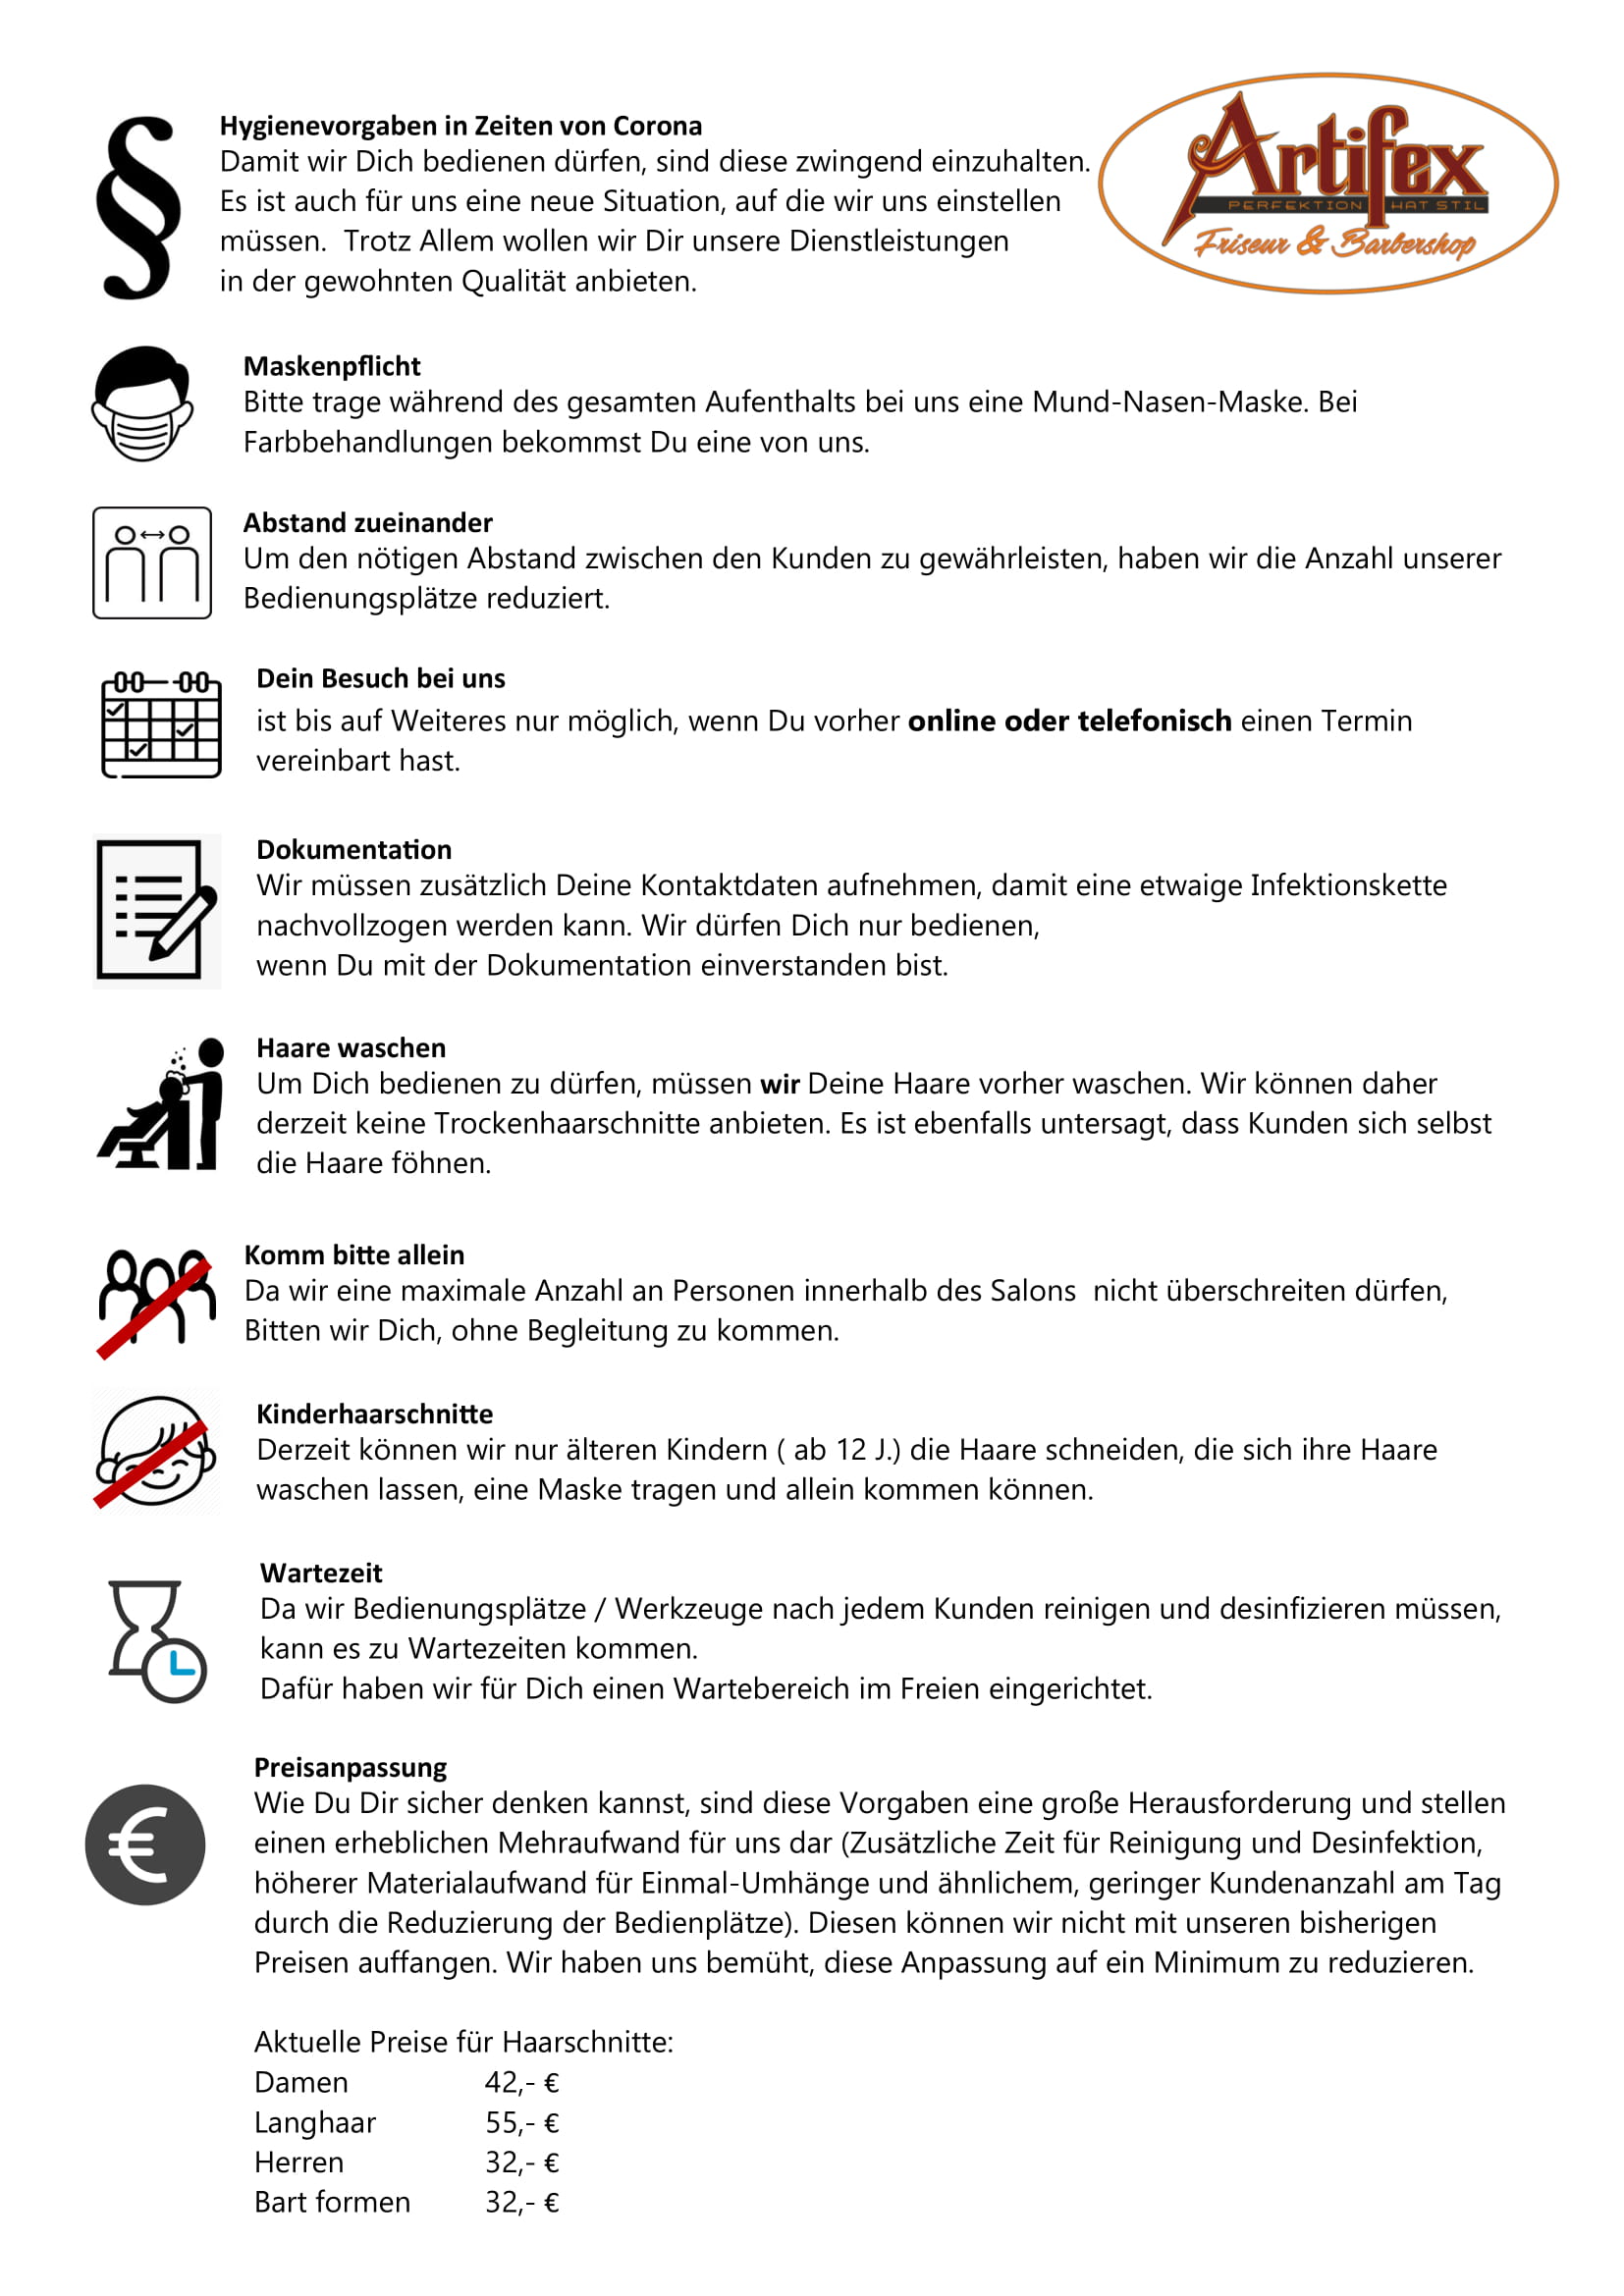 Hygienevorgaben in Zeiten von Corona
Damit wir Dich bedienen dürfen, sind diese zwingend einzuhalten.
Es ist auch für uns eine neue Situation, auf die wir uns einstellen
müssen.  Trotz Allem wollen wir Dir unsere Dienstleistungen
in der gewohnten Qualität anbieten.
Artifex
PERFEKTION HAT STIL
Friseur & Barbershop
Maskenpflicht
Bitte trage während des gesamten Aufenthalts bei uns eine Mund-Nasen-Maske. Bei
Farbbehandlungen bekommst Du eine von uns.
Abstand zueinander
Um den nötigen Abstand zwischen den Kunden zu gewährleisten, haben wir die Anzahl unserer
Bedienungsplätze reduziert.
Dein Besuch bei uns
ist bis auf Weiteres nur möglich, wenn Du vorher online oder telefonisch einen Termin
vereinbart hast.
Dokumentation
Wir müssen zusätzlich Deine Kontaktdaten aufnehmen, damit eine etwaige Infektionskette
nachvollzogen werden kann. Wir dürfen Dich nur bedienen,
wenn Du mit der Dokumentation einverstanden bist.
Haare waschen
Um Dich bedienen zu dürfen, müssen wir Deine Haare vorher waschen. Wir können daher
derzeit keine Trockenhaarschnitte anbieten. Es ist ebenfalls untersagt, dass Kunden sich selbst
die Haare föhnen.
Komm bitte allein
Da wir eine maximale Anzahl an Personen innerhalb des Salons  nicht überschreiten dürfen,
Bitten wir Dich, ohne Begleitung zu kommen.
Kinderhaarschnitte
Derzeit können wir nur älteren Kindern ( ab 12 J.) die Haare schneiden, die sich ihre Haare
waschen lassen, eine Maske tragen und allein kommen können.
Wartezeit
Da wir Bedienungsplätze / Werkzeuge nach jedem Kunden reinigen und desinfizieren müssen,
kann es zu Wartezeiten kommen.
Dafür haben wir für Dich einen Wartebereich im Freien eingerichtet.
Preisanpassung
Wie Du Dir sicher denken kannst, sind diese Vorgaben eine große Herausforderung und stellen
einen erheblichen Mehraufwand für uns dar (Zusätzliche Zeit für Reinigung und Desinfektion,
höherer Materialaufwand für Einmal-Umhänge und ähnlichem, geringer Kundenanzahl am Tag
durch die Reduzierung der Bedienplätze). Diesen können wir nicht mit unseren bisherigen
Preisen auffangen. Wir haben uns bemüht, diese Anpassung auf ein Minimum zu reduzieren.
Aktuelle Preise für Haarschnitte:
Damen 42,- €
Langhaar 55,- €
Herren 32,- €
Bart formen 32,- €